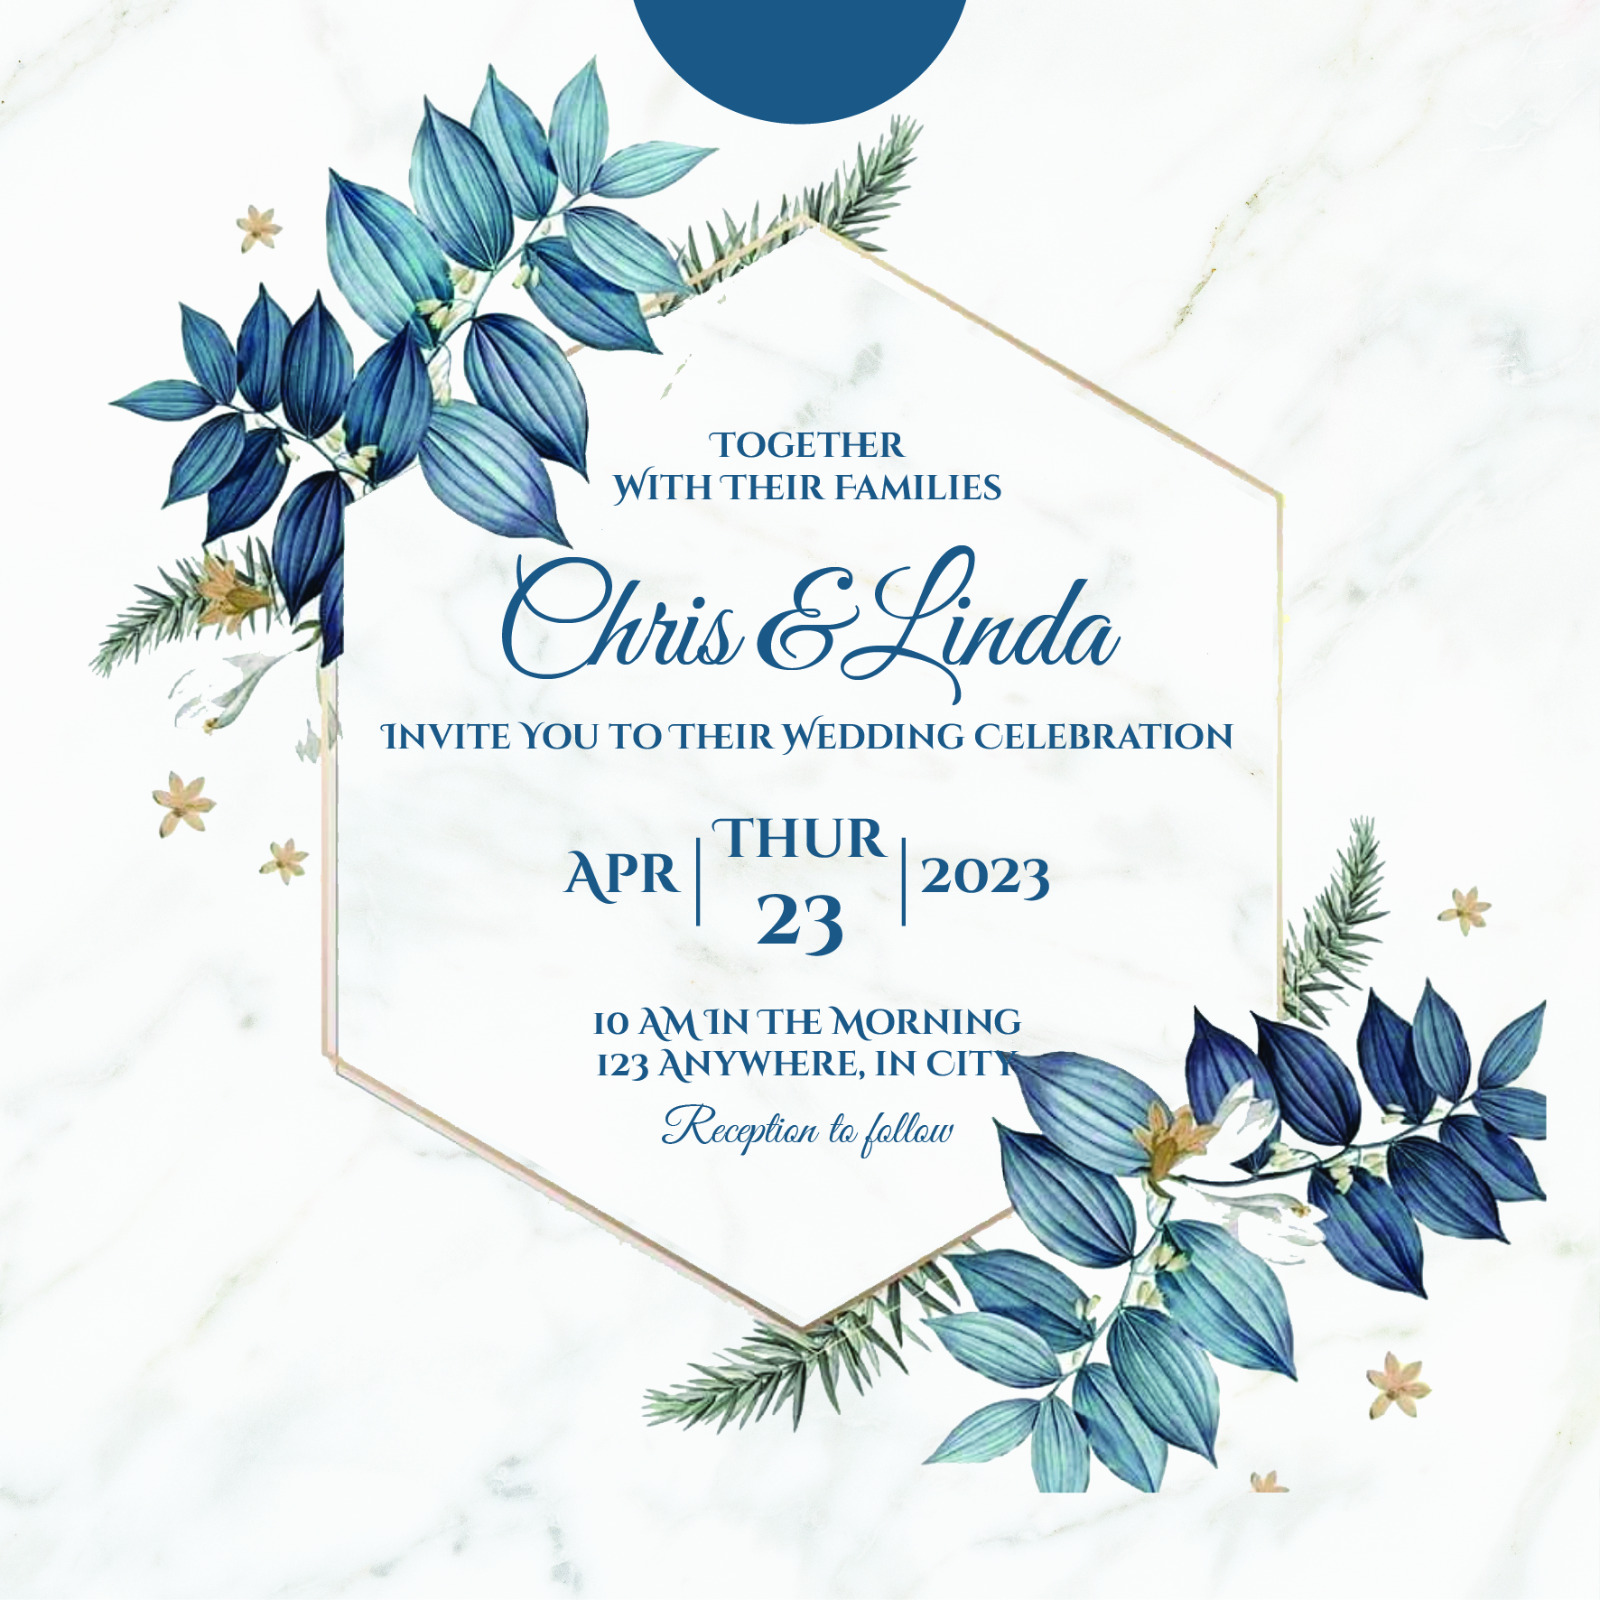 Together
With Their Families
Chris & Linda
Invite You To Their Wedding Celebration
Apr | Thur 23 | 2023
10 AM In The Morning
123 Anywhere, In City
Reception to follow